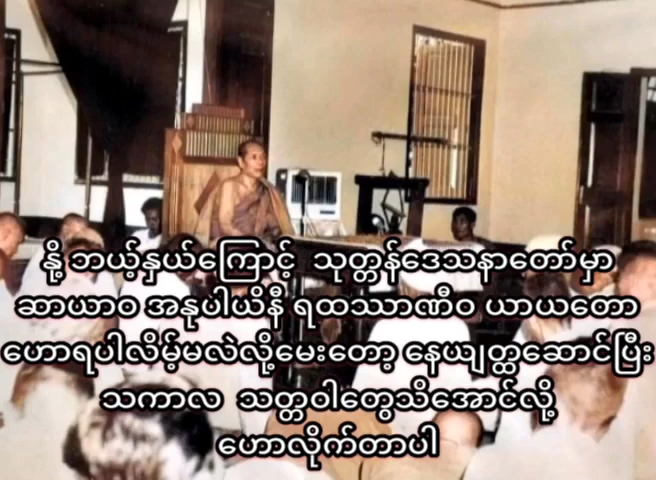 နို့ ဘယ့်နှယ်ကြောင့် သုတ္တန်ဒေသနာတော်မှာ
ဆာယာဝ အနုပါယိနီ ရထဿာဏီဝ ယာယတော
ဟောရပါလိမ့်မလဲလို့မေးတော့ နေယျတ္ထဆောင်ပြီး
သကာလ သတ္တဝါတွေသိအောင်လို့
ဟောလိုက်တာပါ